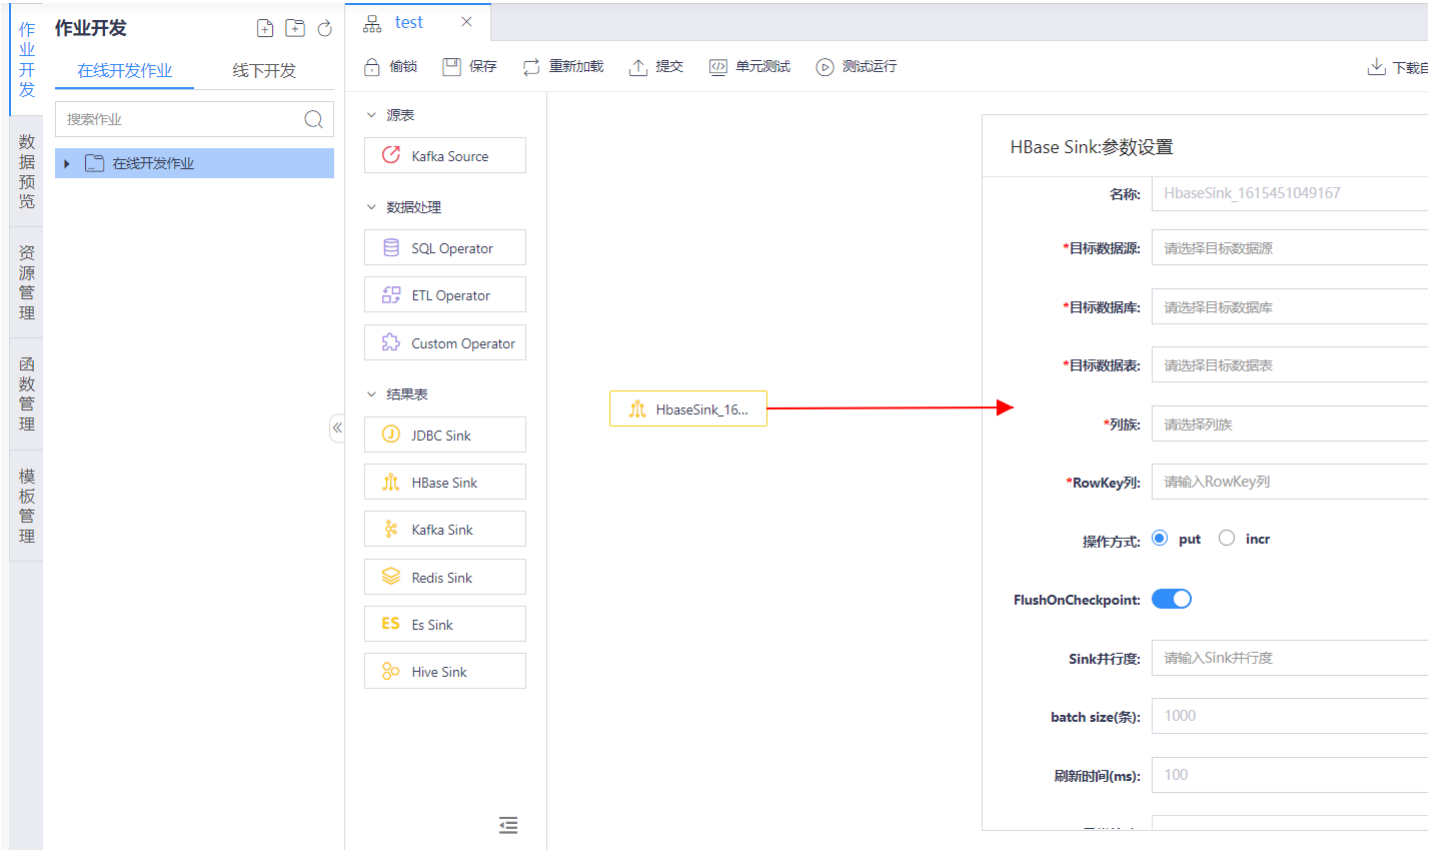 作业开发
数据预览
资源管理
函数管理
模板管理
作业开发
在线开发作业
线下开发
搜索作业
在线开发作业
test
偷锁
保存
重新加载
提交
单元测试
测试运行
源表
Kafka Source
数据处理
SQL Operator
ETL Operator
Custom Operator
结果表
JDBC Sink
HBase Sink
Kafka Sink
Redis Sink
ES Es Sink
Hive Sink
HbaseSink_16...
HBase Sink:参数设置
名称: HbaseSink_1615451049167
*目标数据源: 请选择目标数据源
*目标数据库: 请选择目标数据库
*目标数据表: 请选择目标数据表
*列族: 请选择列族
*RowKey列: 请输入RowKey列
操作方式: put incr
FlushOnCheckpoint:
Sink并行度: 请输入Sink并行度
batch size(条): 1000
刷新时间(ms): 100